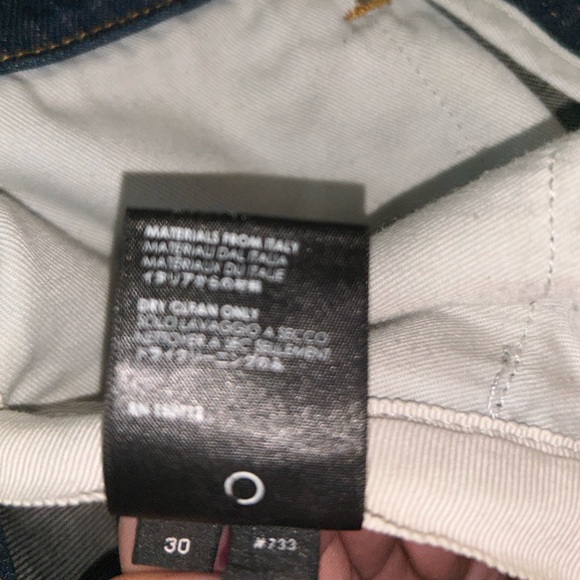 MATERIALS FROM ITALY
MATERIALI DAL ITALIA
MATERIAUX DU ITALIE
イタリアからの材料
DRY CLEAN ONLY
SOLO LAVAGGIO A SECCO
NETTOYER A SEC SEULEMENT
ドライクリーニングのみ
RN
30
#733